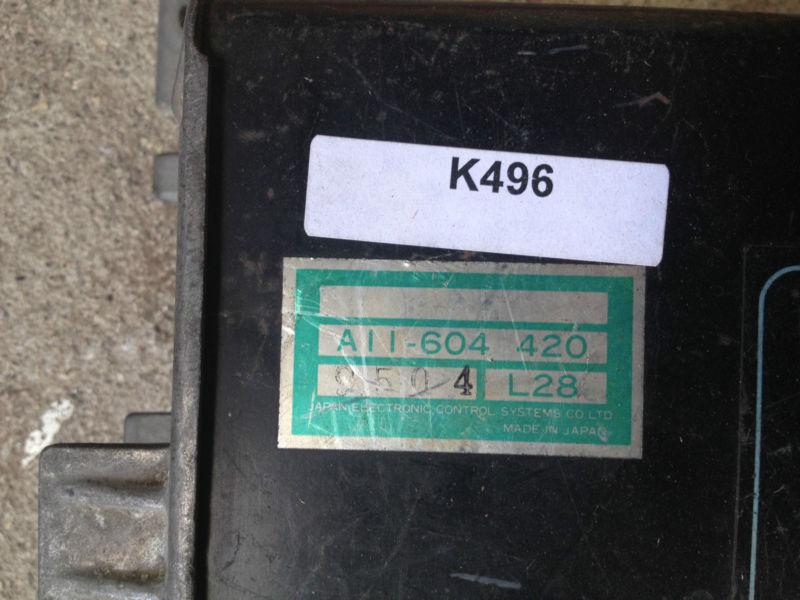 K496
A11-604 420
9504 L28
JAPAN ELECTRONIC CONTROL SYSTEMS CO LTD
MADE IN JAPAN